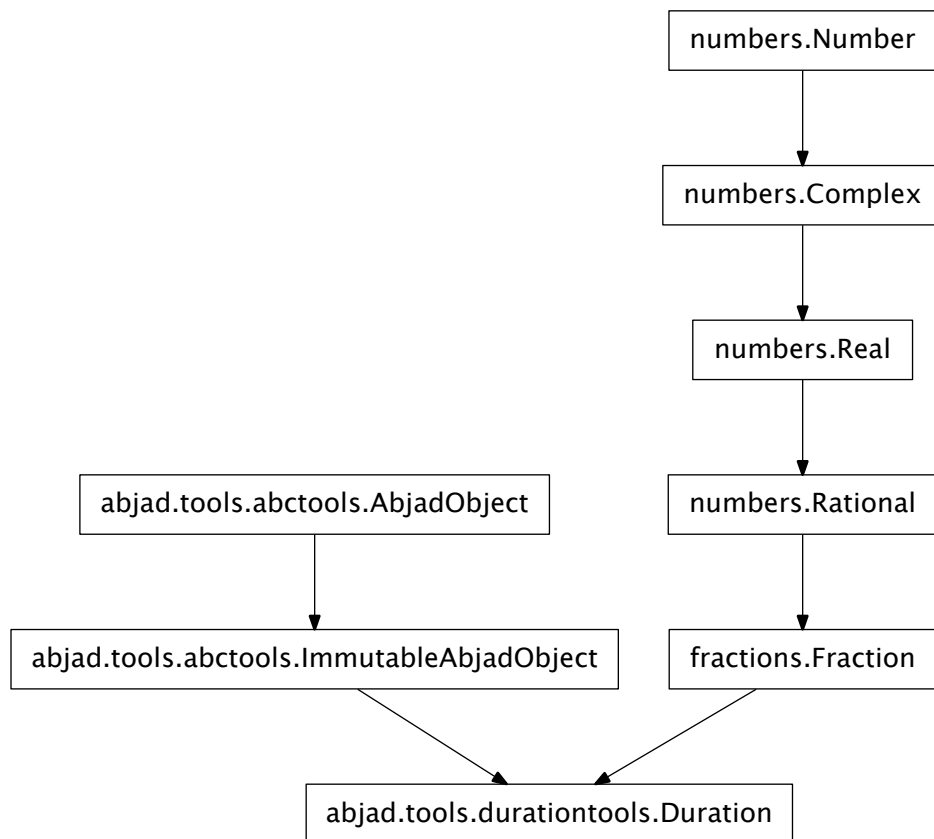 numbers.Number
numbers.Complex
numbers.Real
abjad.tools.abctools.AbjadObject
numbers.Rational
abjad.tools.abctools.ImmutableAbjadObject
fractions.Fraction
abjad.tools.durationtools.Duration